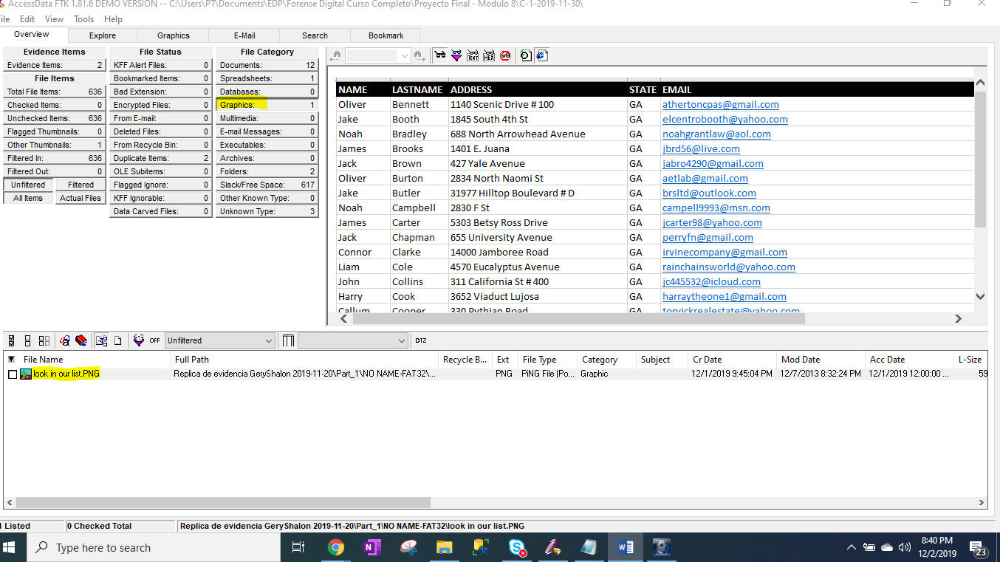 AccessData FTK 1.81.6 DEMO VERSION -- C:\Users\PT\Documents\EDP\Forense Digital Curso Completo\Proyecto Final - Modulo 8\C-1-2019-11-30\
File Edit View Tools Help
Overview Explore Graphics E-Mail Search Bookmark
Evidence Items File Status File Category
Evidence Items: 2 KFF Alert Files: 0 Documents: 12
File Items Bookmarked Items: 0 Spreadsheets: 1
Total File Items: 636 Bad Extension: 0 Databases: 0
Checked Items: 0 Encrypted Files: 0 Graphics: 1
Unchecked Items: 636 From E-mail: 0 Multimedia: 0
Flagged Thumbnails: 0 Deleted Files: 0 E-mail Messages: 0
Other Thumbnails: 1 From Recycle Bin: 0 Executables: 0
Filtered In: 636 Duplicate Items: 2 Archives: 0
Filtered Out: 0 OLE Subitems: 0 Folders: 2
Unfiltered Filtered Flagged Ignore: 0 Slack/Free Space: 617
All Items Actual Files KFF Ignorable: 0 Other Known Type: 0
Data Carved Files: 0 Unknown Type: 3
TEXT HEX
NAME LASTNAME ADDRESS STATE EMAIL
Oliver Bennett 1140 Scenic Drive # 100 GA athertoncpas@gmail.com
Jake Booth 1845 South 4th St GA elcentrobooth@yahoo.com
Noah Bradley 688 North Arrowhead Avenue GA noahgrantlaw@aol.com
James Brooks 1401 E. Juana GA jbrd56@live.com
Jack Brown 427 Yale Avenue GA jabro4290@gmail.com
Oliver Burton 2834 North Naomi St GA aetlab@gmail.com
Jake Butler 31977 Hilltop Boulevard # D GA brsltd@outlook.com
Noah Campbell 2830 F St GA campell9993@msn.com
James Carter 5303 Betsy Ross Drive GA jcarter98@yahoo.com
Jack Chapman 655 University Avenue GA perryfn@gmail.com
Connor Clarke 14000 Jamboree Road GA irvinecompany@gmail.com
Liam Cole 4570 Eucalyptus Avenue GA rainchainsworld@yahoo.com
John Collins 311 California St # 400 GA jc445532@icloud.com
Harry Cook 3652 Viaduct Lujosa GA harraytheone1@gmail.com
Callum Cooper 330 Pythian Road GA torvickrealestate@yahoo.com
OFF Unfiltered DTZ
File Name Full Path Recycle B... Ext File Type Category Subject Cr Date Mod Date Acc Date L-Size
look in our list.PNG Replica de evidencia GeryShalon 2019-11-20\Part_1\NO NAME-FAT32\... PNG PiNG File (Po... Graphic 12/1/2019 9:45:04 PM 12/7/2013 8:32:24 PM 12/1/2019 12:00:00 ... 59
1 Listed 0 Checked Total Replica de evidencia GeryShalon 2019-11-20\Part_1\NO NAME-FAT32\look in our list.PNG
Type here to search
8:40 PM
12/2/2019
23